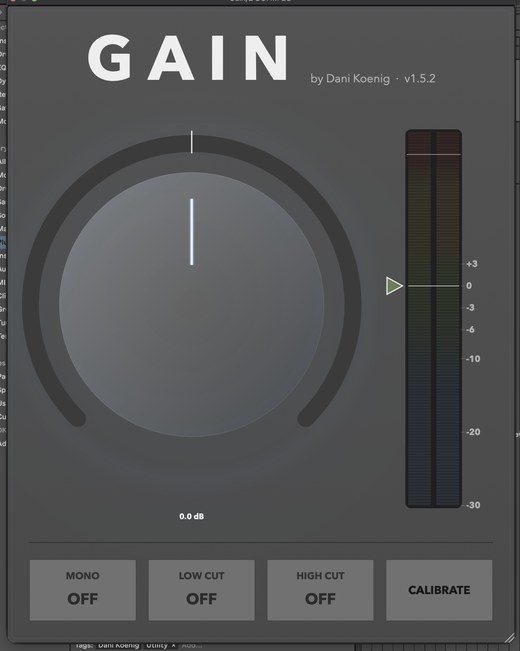 GAIN
by Dani Koenig · v1.5.2
+3
0
-3
-6
-10
-20
-30
0.0 dB
MONO
OFF
LOW CUT
OFF
HIGH CUT
OFF
CALIBRATE
Tags: Dani Koenig Utility × Add...